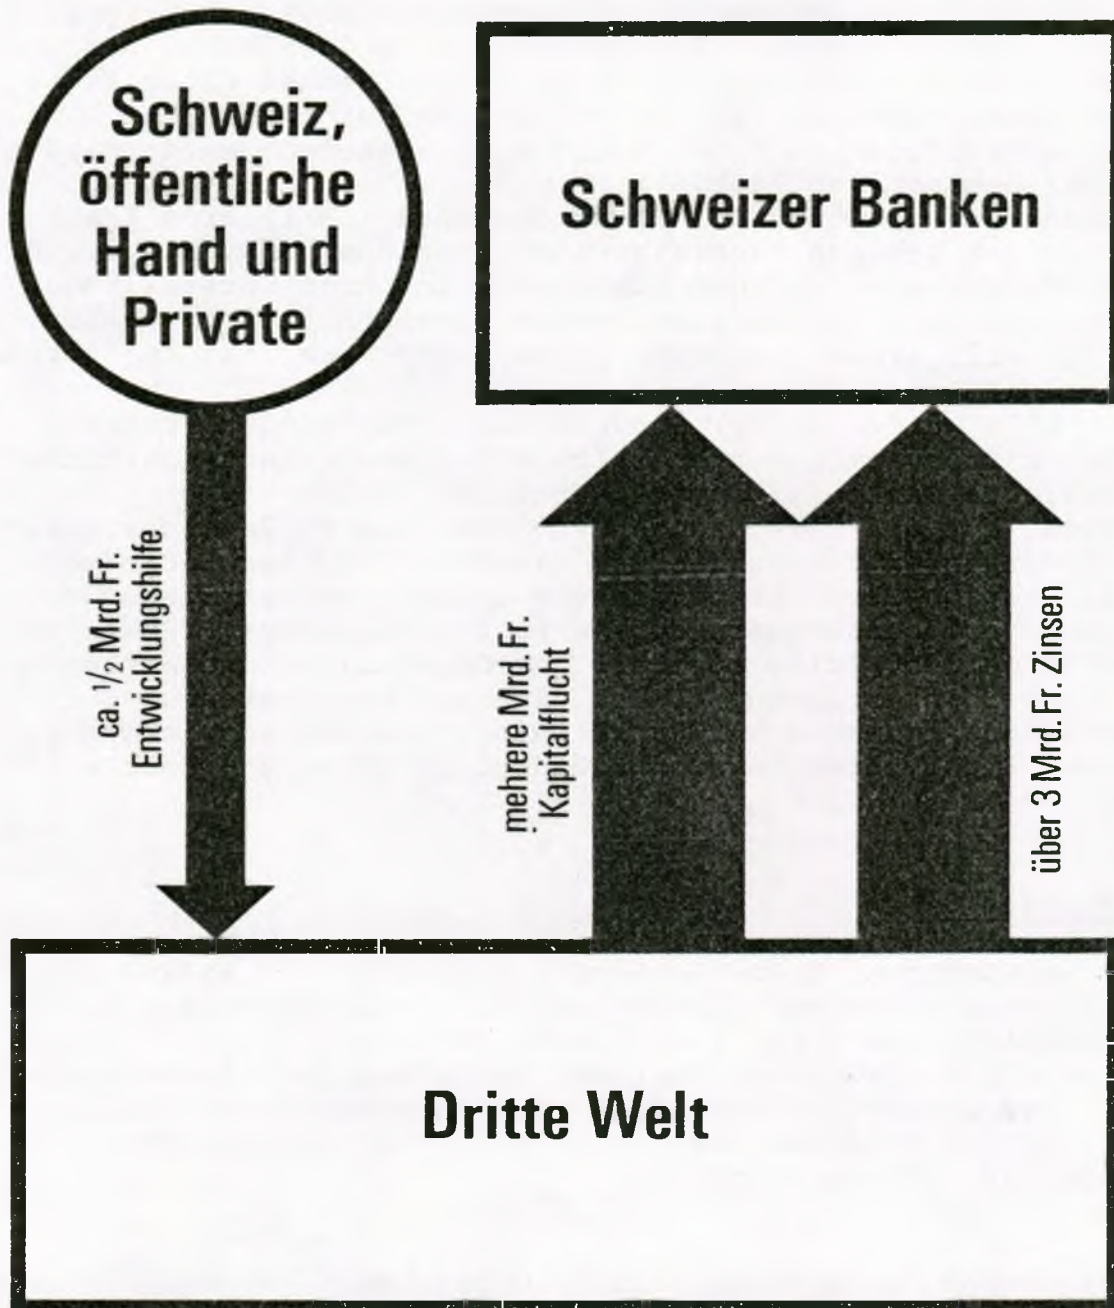 Schweiz,
öffentliche
Hand und
Private
Schweizer Banken
ca. 1/2 Mrd. Fr.
Entwicklungshilfe
mehrere Mrd. Fr.
Kapitalflucht
über 3 Mrd. Fr. Zinsen
Dritte Welt